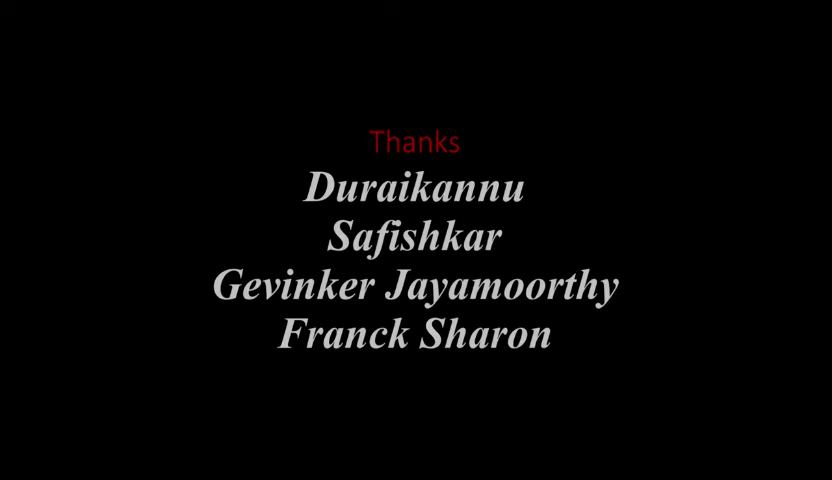 Thanks
Duraikannu
Safishkar
Gevinker Jayamoorthy
Franck Sharon